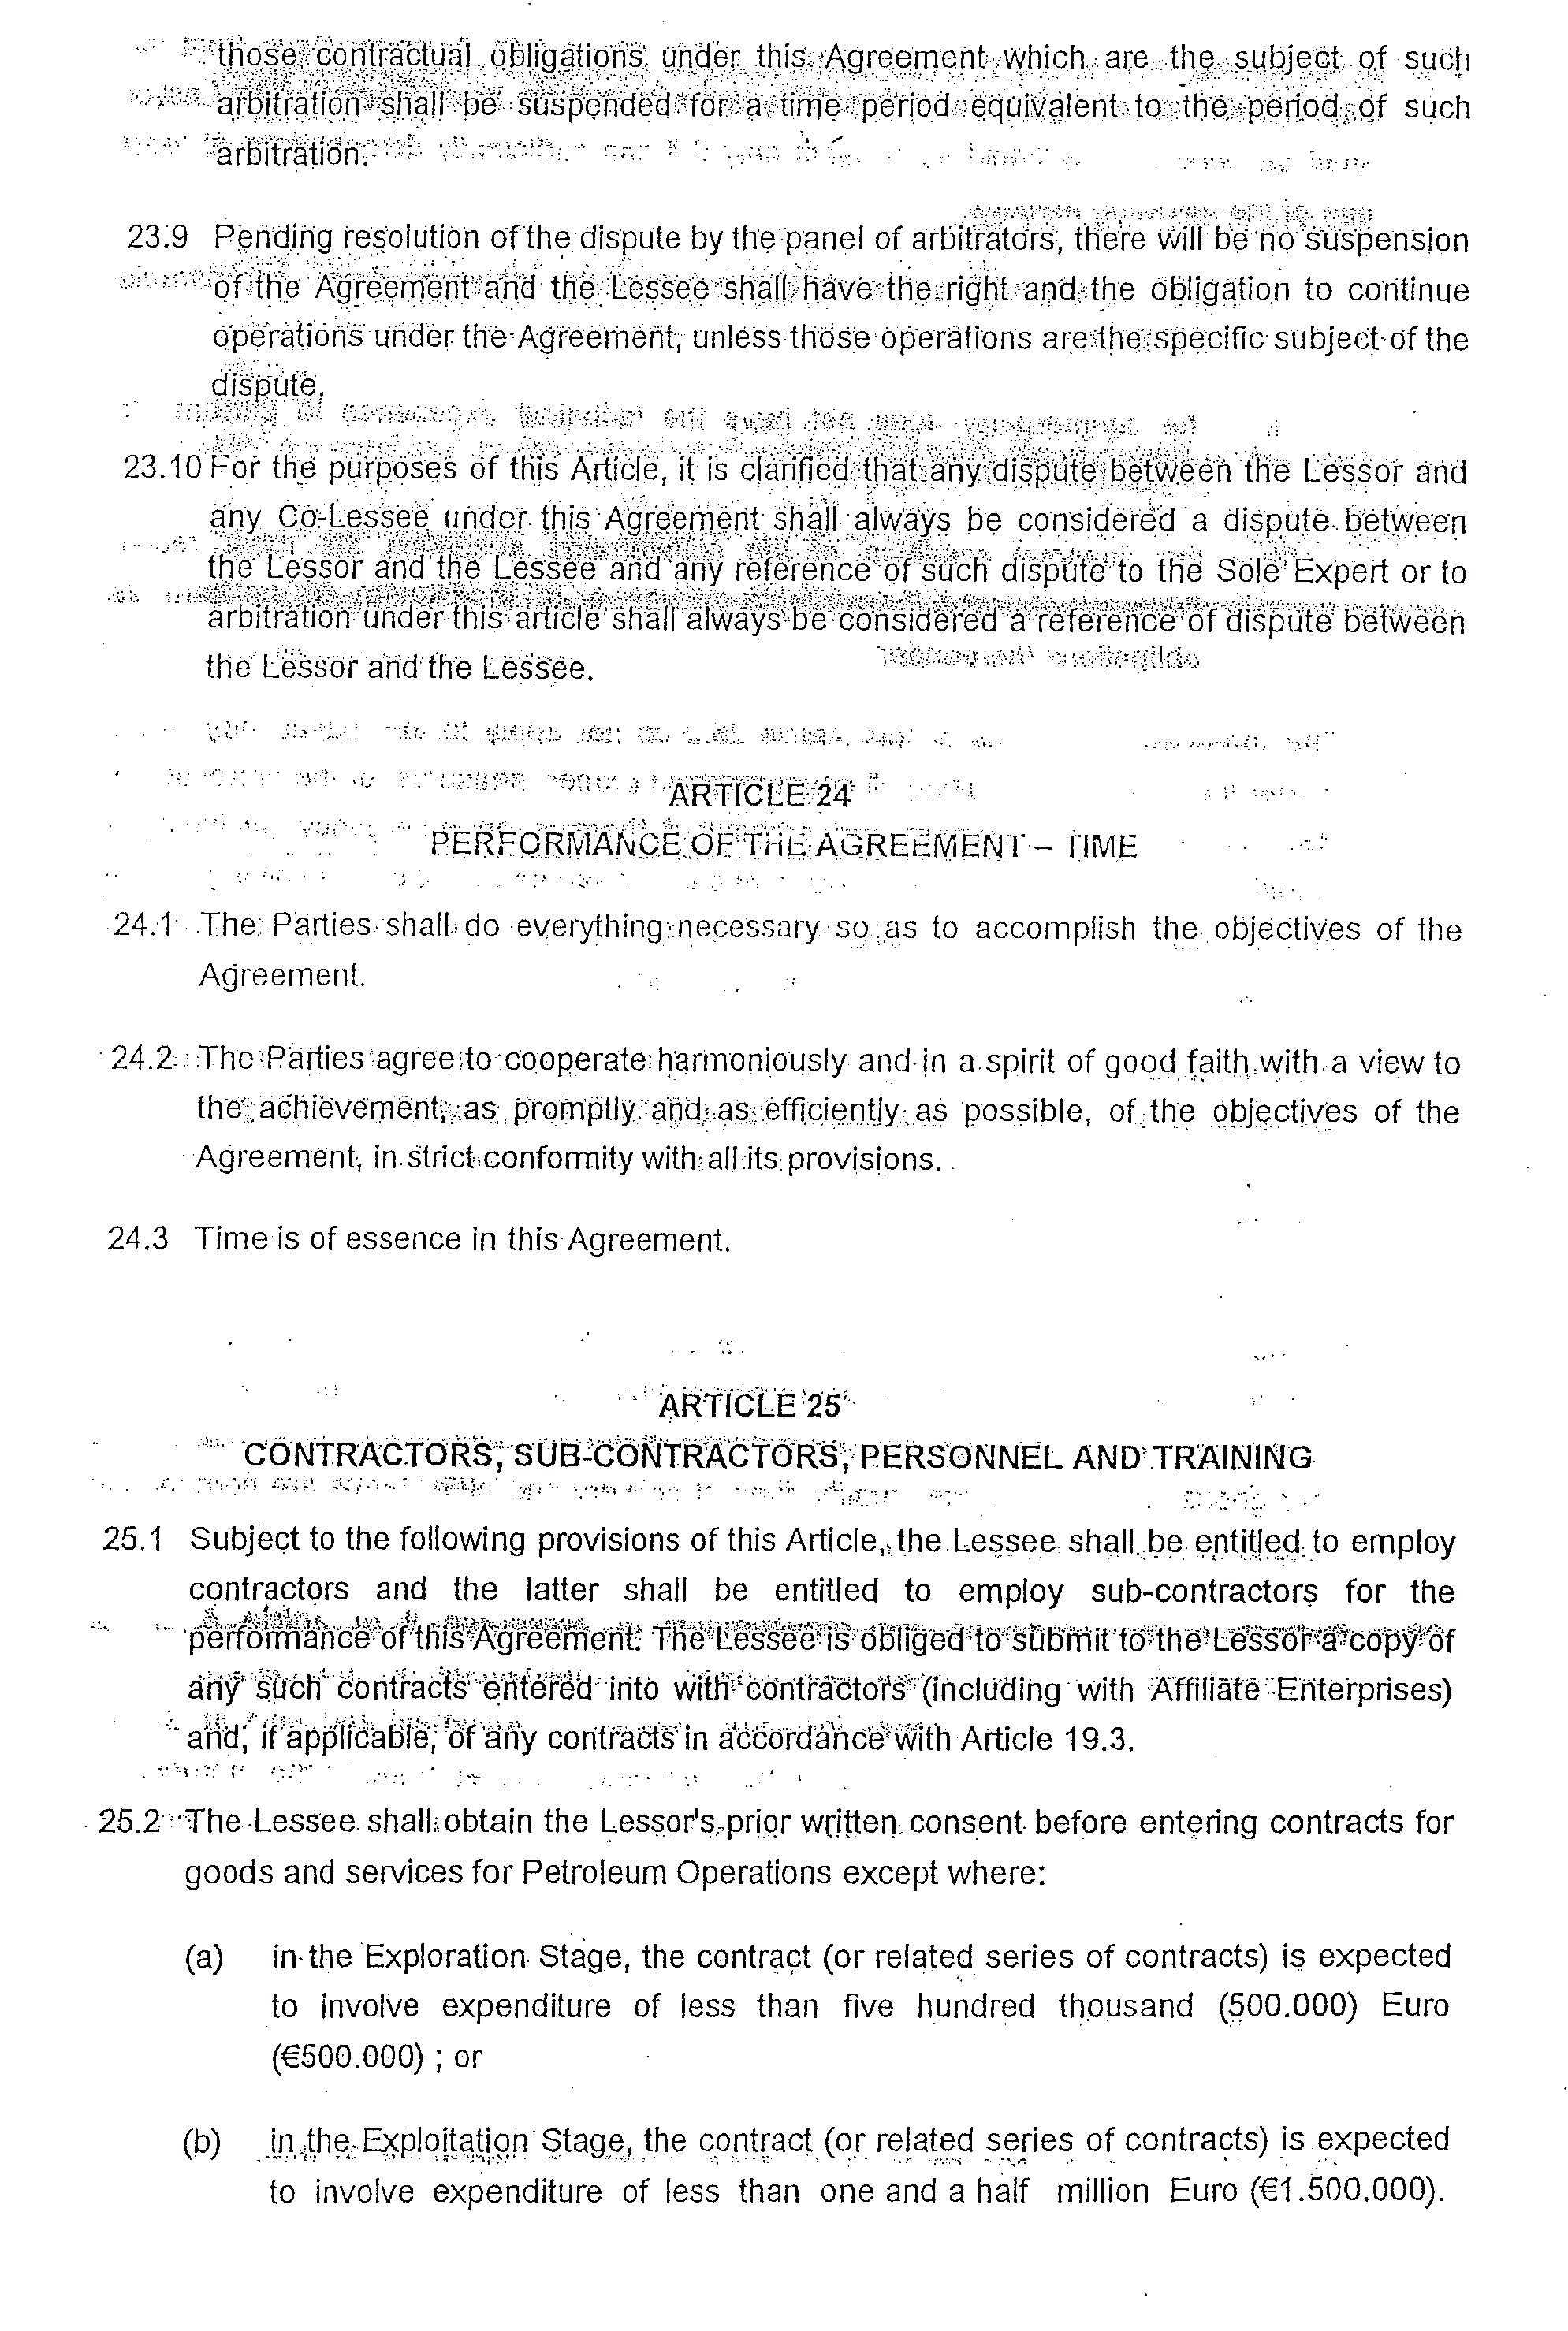 those contractual obligations under this Agreement which are the subject of such
arbitration shall be suspended for a time period equivalent to the period of such
arbitration.
23.9 Pending resolution of the dispute by the panel of arbitrators, there will be no suspension
of the Agreement and the Lessee shall have the right and the obligation to continue
operations under the Agreement, unless those operations are the specific subject of the
dispute.
23.10 For the purposes of this Article, it is clarified that any dispute between the Lessor and
any Co-Lessee under this Agreement shall always be considered a dispute between
the Lessor and the Lessee and any reference of such dispute to the Sole Expert or to
arbitration under this article shall always be considered a reference of dispute between
the Lessor and the Lessee.
ARTICLE 24
PERFORMANCE OF THE AGREEMENT – TIME
24.1 The Parties shall do everything necessary so as to accomplish the objectives of the
Agreement.
24.2 The Parties agree to cooperate harmoniously and in a spirit of good faith with a view to
the achievement, as promptly and as efficiently as possible, of the objectives of the
Agreement, in strict conformity with all its provisions.
24.3 Time is of essence in this Agreement.
ARTICLE 25
CONTRACTORS, SUB-CONTRACTORS, PERSONNEL AND TRAINING
25.1 Subject to the following provisions of this Article, the Lessee shall be entitled to employ
contractors and the latter shall be entitled to employ sub-contractors for the
performance of this Agreement. The Lessee is obliged to submit to the Lessor a copy of
any such contracts entered into with contractors (including with Affiliate Enterprises)
and, if applicable, of any contracts in accordance with Article 19.3.
25.2 The Lessee shall obtain the Lessor's prior written consent before entering contracts for
goods and services for Petroleum Operations except where:
(a) in the Exploration Stage, the contract (or related series of contracts) is expected
to involve expenditure of less than five hundred thousand (500.000) Euro
(€500.000) ; or
(b) in the Exploitation Stage, the contract (or related series of contracts) is expected
to involve expenditure of less than one and a half million Euro (€1.500.000).